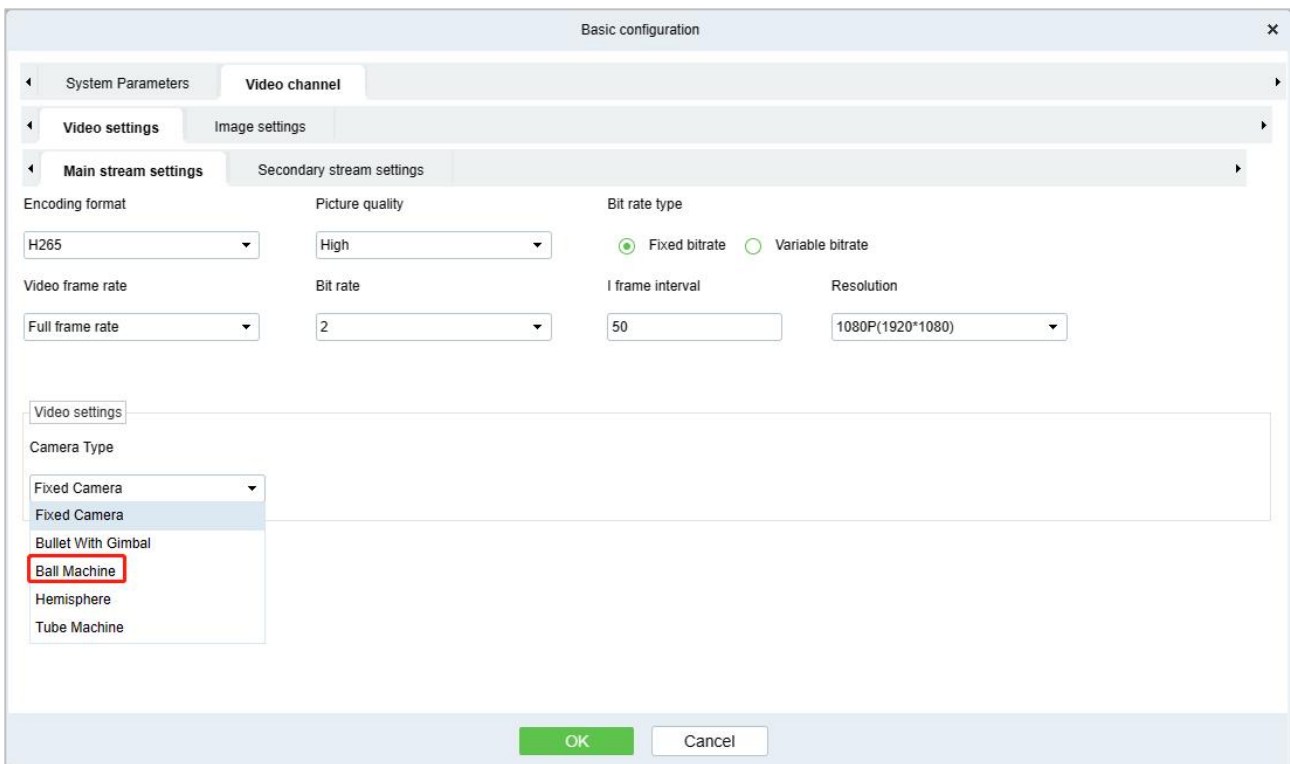 Basic configuration ×
System Parameters Video channel
Video settings Image settings
Main stream settings Secondary stream settings
Encoding format Picture quality Bit rate type
H265 High Fixed bitrate Variable bitrate
Video frame rate Bit rate I frame interval Resolution
Full frame rate 2 50 1080P(1920*1080)
Video settings
Camera Type
Fixed Camera
Fixed Camera
Bullet With Gimbal
Ball Machine
Hemisphere
Tube Machine
OK Cancel